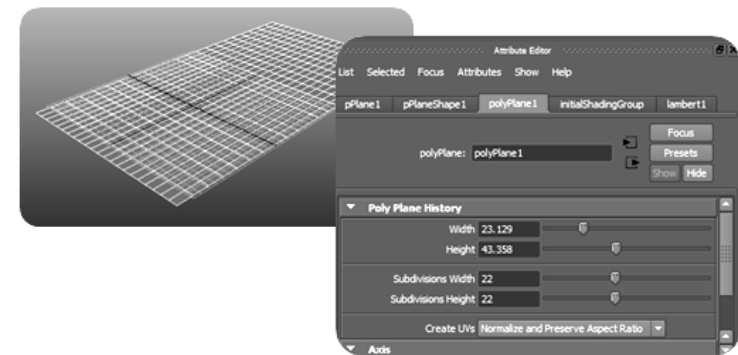 Attribute Editor
List Selected Focus Attributes Show Help
pPlane1 pPlaneShape1 polyPlane1 initialShadingGroup lambert1
Focus
polyPlane: polyPlane1 Presets
Show Hide
Poly Plane History
Width 23.129
Height 43.358
Subdivisions Width 22
Subdivisions Height 22
Create UVs Normalize and Preserve Aspect Ratio
Axis